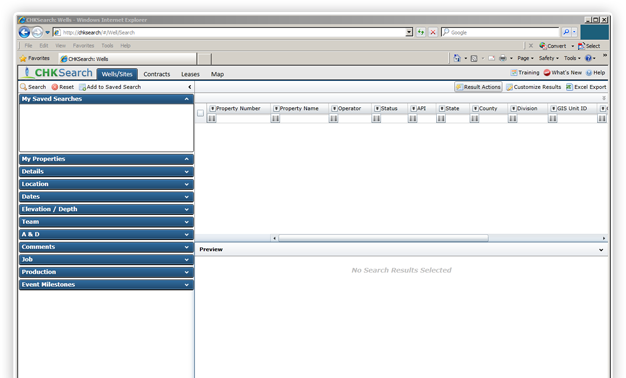 CHKSearch: Wells - Windows Internet Explorer
http://chksearch/#/Well/Search
Google
File Edit View Favorites Tools Help
Convert Select
Favorites CHKSearch: Wells
Page Safety Tools
CHKSearch Wells/Sites Contracts Leases Map
Training What's New Help
Search Reset Add to Saved Search
Result Actions Customize Results Excel Export
My Saved Searches
Property Number Property Name Operator Status API State County Division GIS Unit ID
My Properties
Details
Location
Dates
Elevation / Depth
Team
A & D
Comments
Job
Production
Event Milestones
Preview
No Search Results Selected